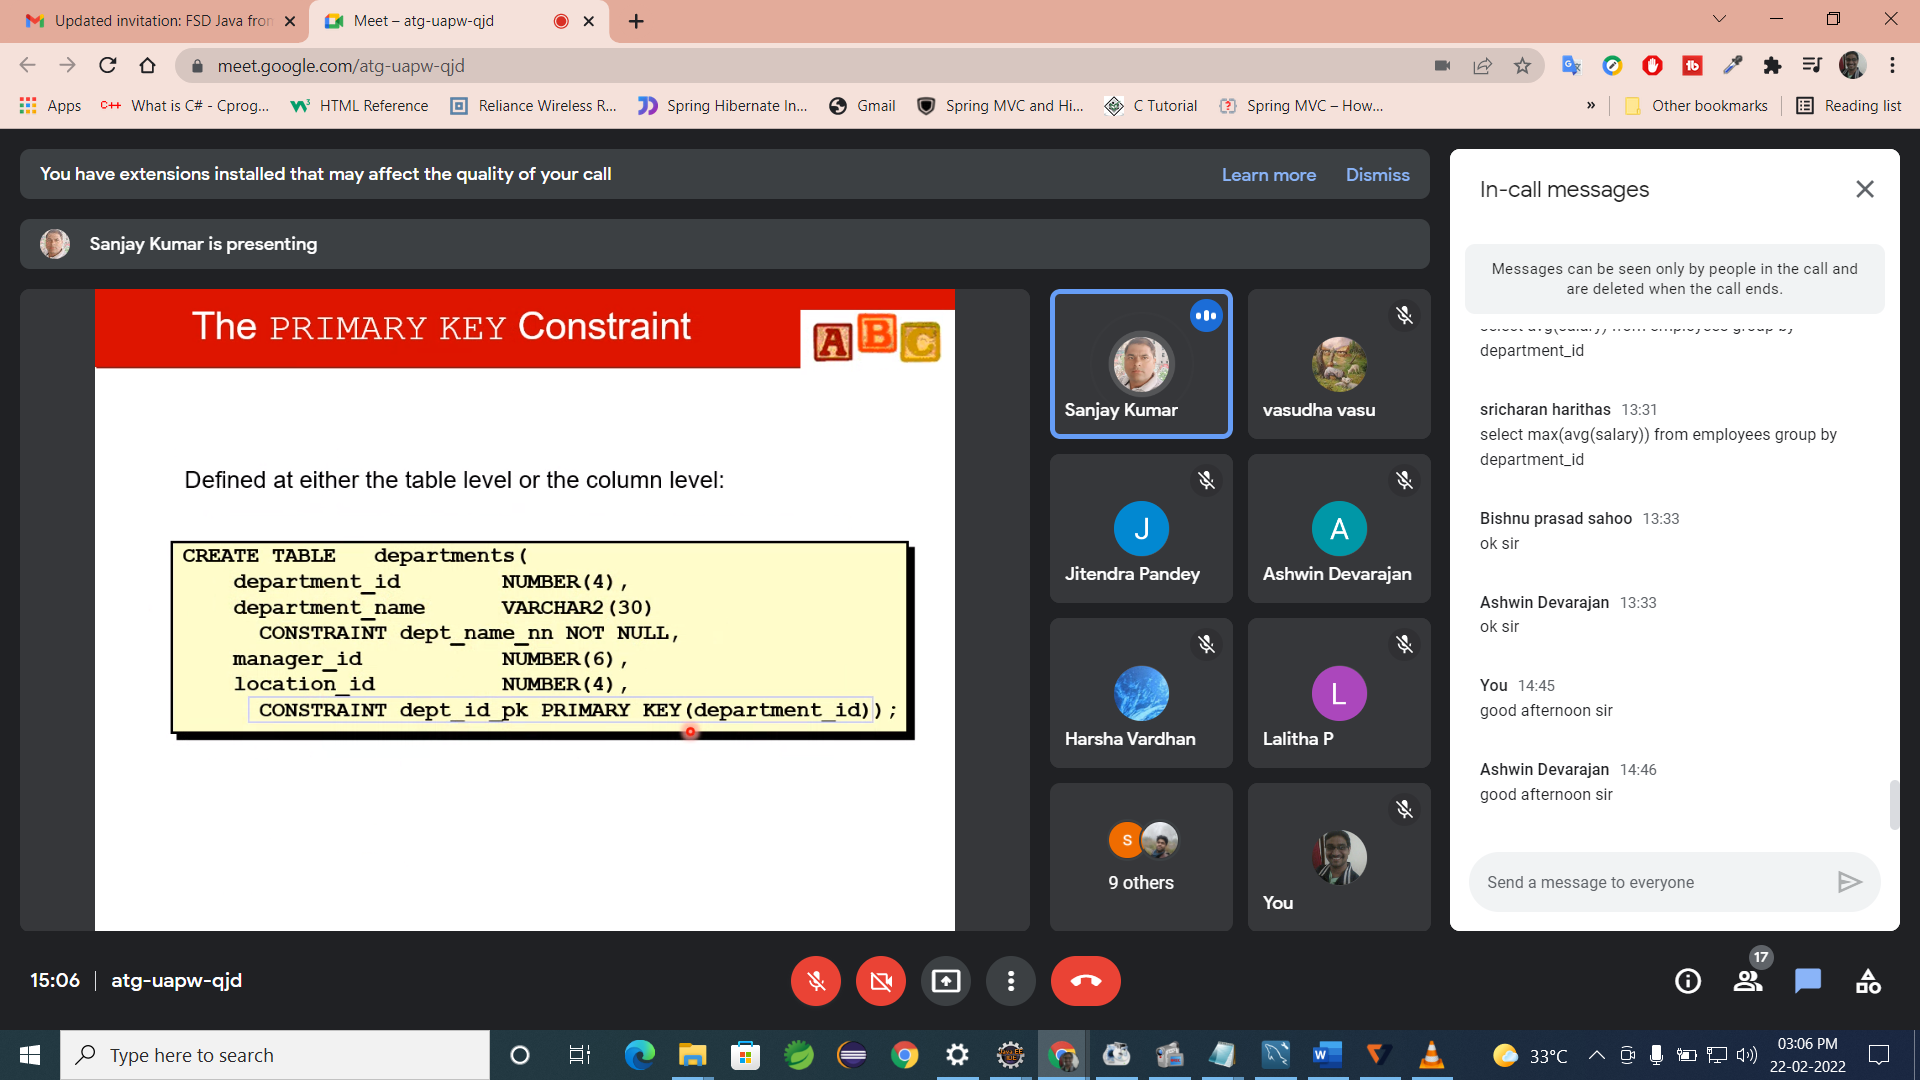 Updated invitation: FSD Java fron
Meet – atg-uapw-qjd
meet.google.com/atg-uapw-qjd
Apps
C++ What is C# - Cprog...
HTML Reference
Reliance Wireless R...
Spring Hibernate In...
Gmail
Spring MVC and Hi...
C Tutorial
Spring MVC – How...
»
Other bookmarks
Reading list
You have extensions installed that may affect the quality of your call
Learn more
Dismiss
Sanjay Kumar is presenting
The PRIMARY KEY Constraint
A B C
Defined at either the table level or the column level:
CREATE TABLE departments(
department_id NUMBER(4),
department_name VARCHAR2(30)
CONSTRAINT dept_name_nn NOT NULL,
manager_id NUMBER(6),
location_id NUMBER(4),
CONSTRAINT dept_id_pk PRIMARY KEY(department_id));
Sanjay Kumar
vasudha vasu
J
Jitendra Pandey
A
Ashwin Devarajan
Harsha Vardhan
L
Lalitha P
S
9 others
You
In-call messages
Messages can be seen only by people in the call and
are deleted when the call ends.
select avg(salary) from employees group by
department_id
sricharan harithas 13:31
select max(avg(salary)) from employees group by
department_id
Bishnu prasad sahoo 13:33
ok sir
Ashwin Devarajan 13:33
ok sir
You 14:45
good afternoon sir
Ashwin Devarajan 14:46
good afternoon sir
Send a message to everyone
15:06 | atg-uapw-qjd
17
Type here to search
33°C
03:06 PM
22-02-2022